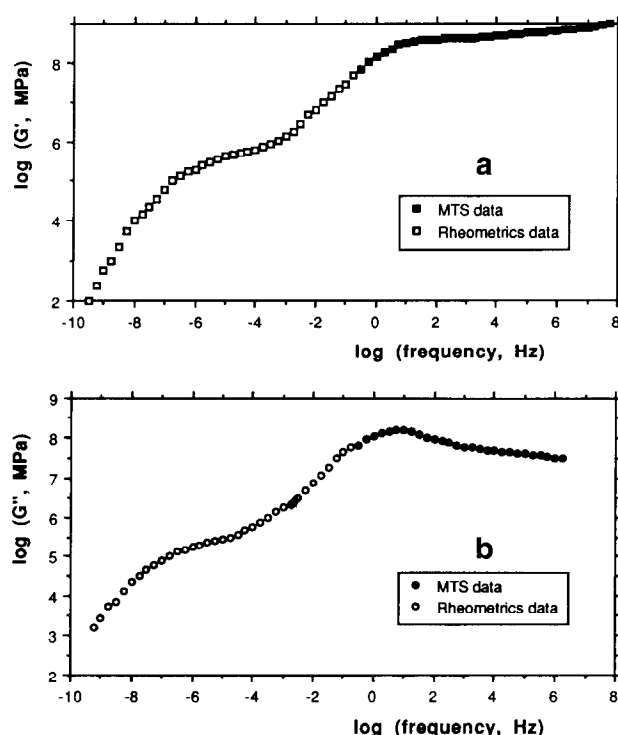 log (G', MPa)
8
6
4
2
a
MTS data
Rheometrics data
-10 -8 -6 -4 -2 0 2 4 6 8
log (frequency, Hz)
log (G", MPa)
9
8
7
6
5
4
3
2
b
MTS data
Rheometrics data
-10 -8 -6 -4 -2 0 2 4 6 8
log (frequency, Hz)